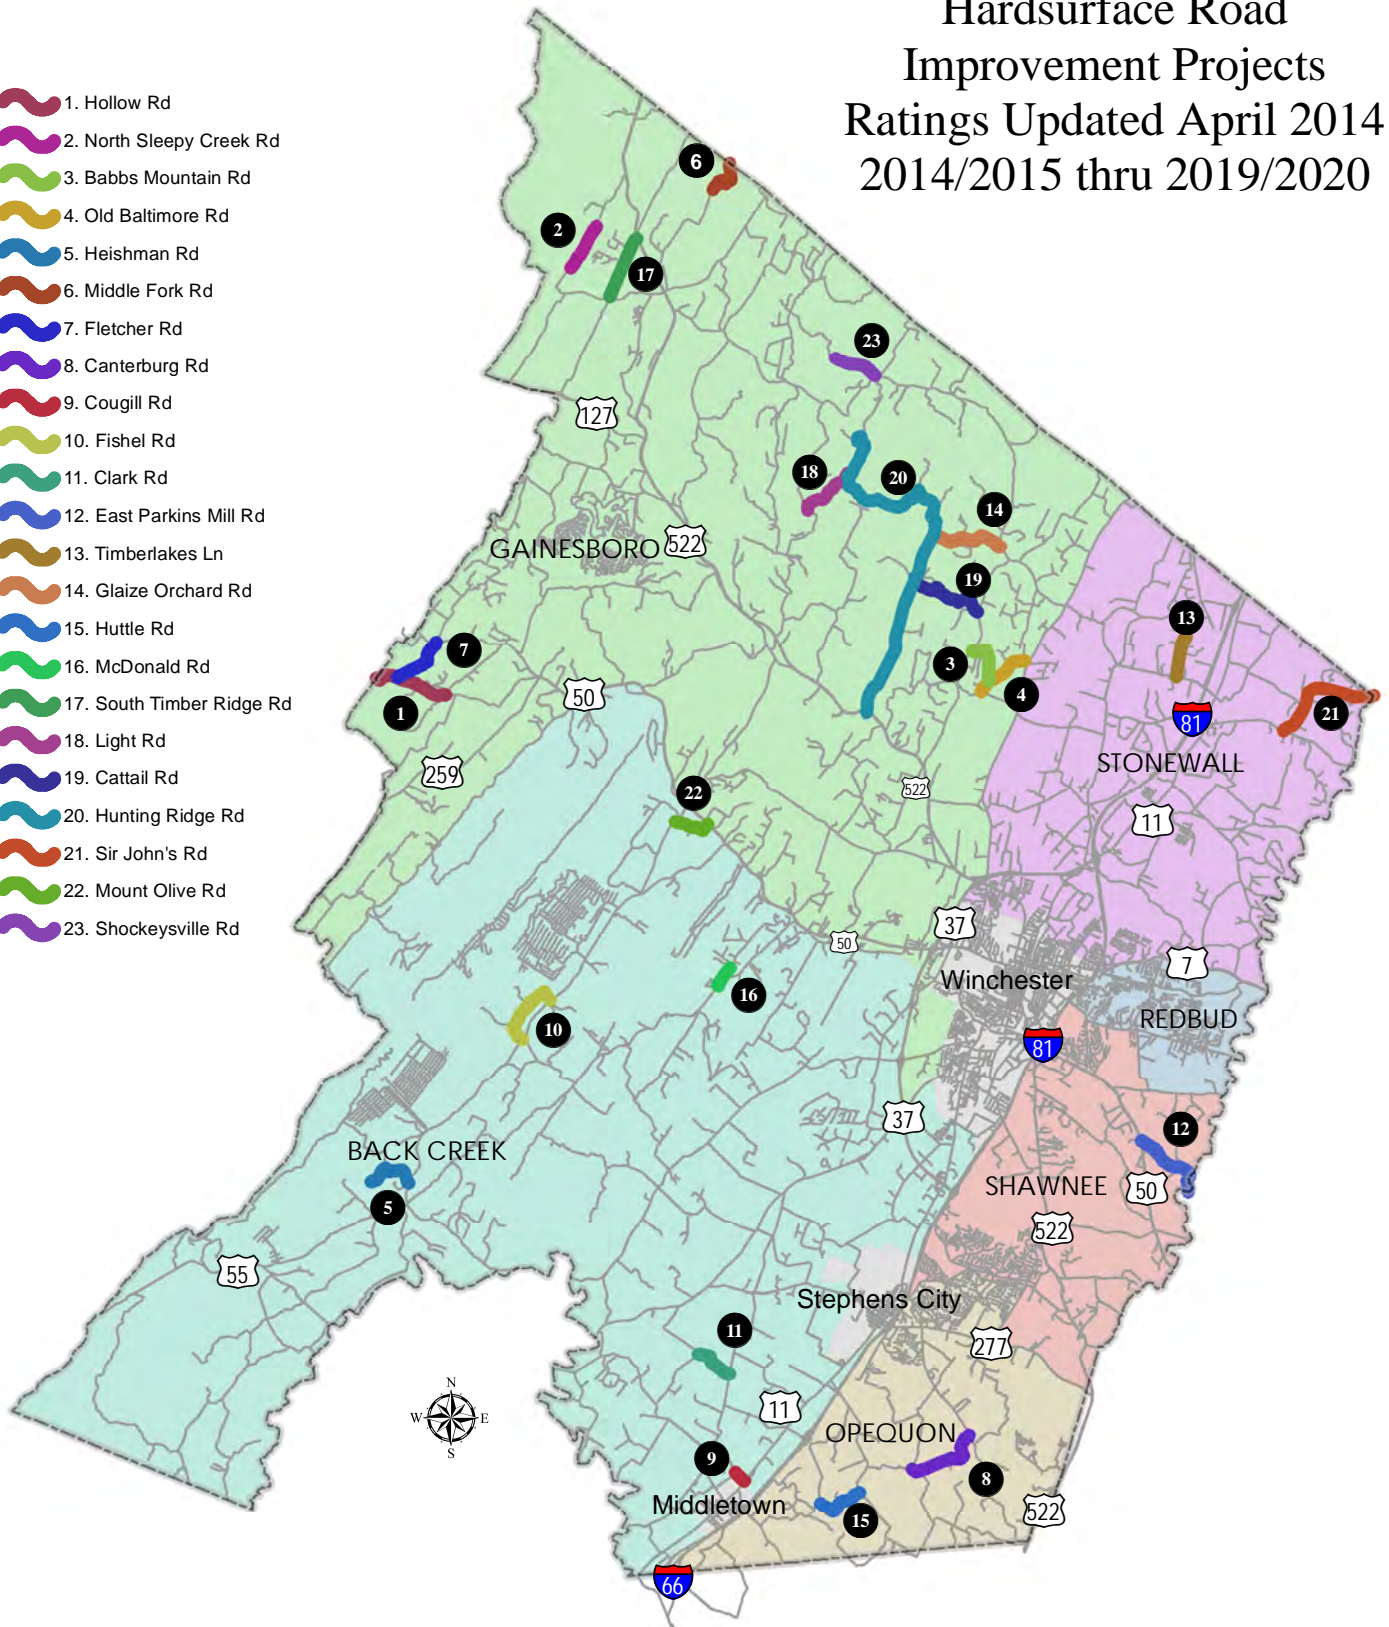 Hardsurface Road
Improvement Projects
Ratings Updated April 2014
2014/2015 thru 2019/2020
1. Hollow Rd
2. North Sleepy Creek Rd
3. Babbs Mountain Rd
4. Old Baltimore Rd
5. Heishman Rd
6. Middle Fork Rd
7. Fletcher Rd
8. Canterburg Rd
9. Cougill Rd
10. Fishel Rd
11. Clark Rd
12. East Parkins Mill Rd
13. Timberlakes Ln
14. Glaize Orchard Rd
15. Huttle Rd
16. McDonald Rd
17. South Timber Ridge Rd
18. Light Rd
19. Cattail Rd
20. Hunting Ridge Rd
21. Sir John's Rd
22. Mount Olive Rd
23. Shockeysville Rd
6
2
17
23
127
18
20
14
GAINESBORO 522
19
13
7
3
4
50
1
21
81
259
STONEWALL
522
22
11
37
50
7
Winchester
16
REDBUD
10
81
37
12
BACK CREEK
SHAWNEE
50
5
522
55
Stephens City
11
277
N
W E
S
11
OPEQUON
9
8
Middletown
522
15
66